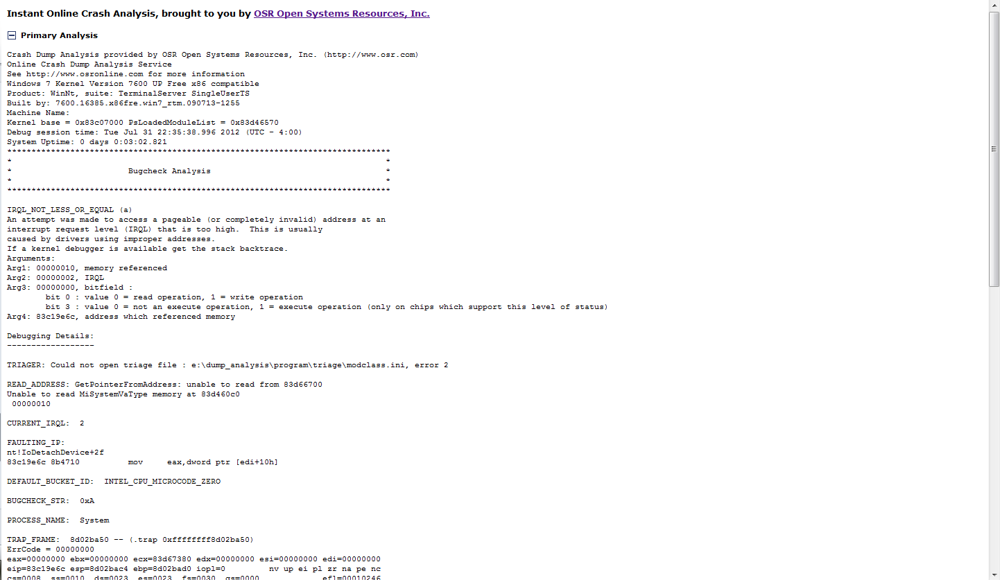 Instant Online Crash Analysis, brought to you by OSR Open Systems Resources, Inc.
Primary Analysis
Crash Dump Analysis provided by OSR Open Systems Resources, Inc. (http://www.osr.com)
Online Crash Dump Analysis Service
See http://www.osronline.com for more information
Windows 7 Kernel Version 7600 UP Free x86 compatible
Product: WinNt, suite: TerminalServer SingleUserTS
Built by: 7600.16385.x86fre.win7_rtm.090713-1255
Machine Name:
Kernel base = 0x83c07000 PsLoadedModuleList = 0x83d46570
Debug session time: Tue Jul 31 22:35:38.996 2012 (UTC - 4:00)
System Uptime: 0 days 0:03:02.821
*******************************************************************************
*                                                                             *
*                        Bugcheck Analysis                                    *
*                                                                             *
*******************************************************************************
IRQL_NOT_LESS_OR_EQUAL (a)
An attempt was made to access a pageable (or completely invalid) address at an
interrupt request level (IRQL) that is too high.  This is usually
caused by drivers using improper addresses.
If a kernel debugger is available get the stack backtrace.
Arguments:
Arg1: 00000010, memory referenced
Arg2: 00000002, IRQL
Arg3: 00000000, bitfield :
bit 0 : value 0 = read operation, 1 = write operation
bit 3 : value 0 = not an execute operation, 1 = execute operation (only on chips which support this level of status)
Arg4: 83c19e6c, address which referenced memory
Debugging Details:
------------------
TRIAGER: Could not open triage file : e:\dump_analysis\program\triage\modclass.ini, error 2
READ_ADDRESS: GetPointerFromAddress: unable to read from 83d66700
Unable to read MiSystemVaType memory at 83d460c0
00000010
CURRENT_IRQL:  2
FAULTING_IP:
nt!IoDetachDevice+2f
83c19e6c 8b4710          mov     eax,dword ptr [edi+10h]
DEFAULT_BUCKET_ID:  INTEL_CPU_MICROCODE_ZERO
BUGCHECK_STR:  0xA
PROCESS_NAME:  System
TRAP_FRAME:  8d02ba50 -- (.trap 0xffffffff8d02ba50)
ErrCode = 00000000
eax=00000000 ebx=00000000 ecx=83d67380 edx=00000000 esi=00000000 edi=00000000
eip=83c19e6c esp=8d02bac4 ebp=8d02bad0 iopl=0         nv up ei pl zr na pe nc
cs=0008  ss=0010  ds=0023  es=0023  fs=0030  gs=0000             efl=00010246